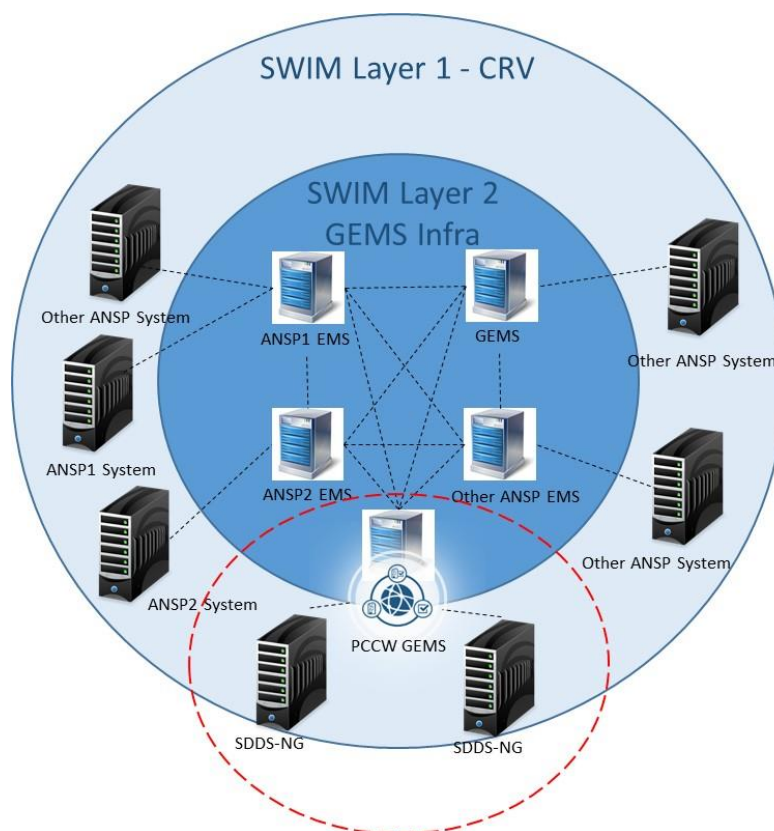 SWIM Layer 1 - CRV
SWIM Layer 2
GEMS Infra
Other ANSP System
ANSP1 EMS
GEMS
Other ANSP System
ANSP1 System
ANSP2 EMS
Other ANSP EMS
ANSP2 System
Other ANSP System
PCCW GEMS
SDDS-NG
SDDS-NG